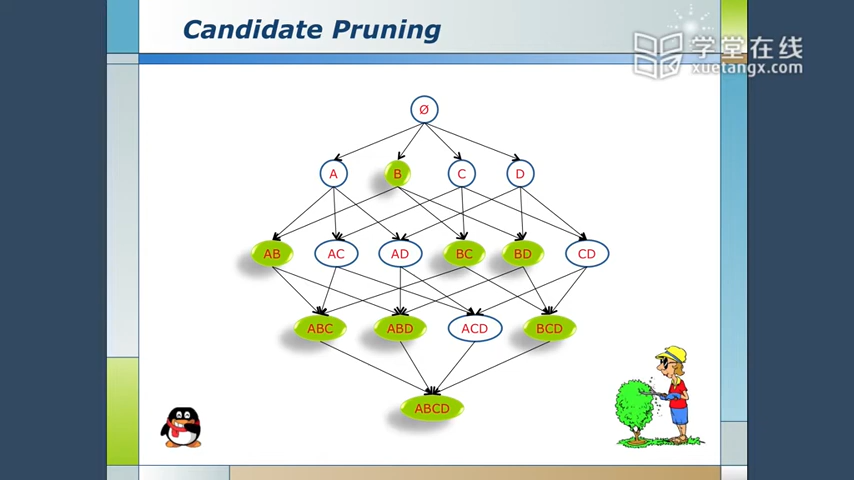 Candidate Pruning
学堂在线
xuetangx.com
Ø
A B C D
AB AC AD BC BD CD
ABC ABD ACD BCD
ABCD